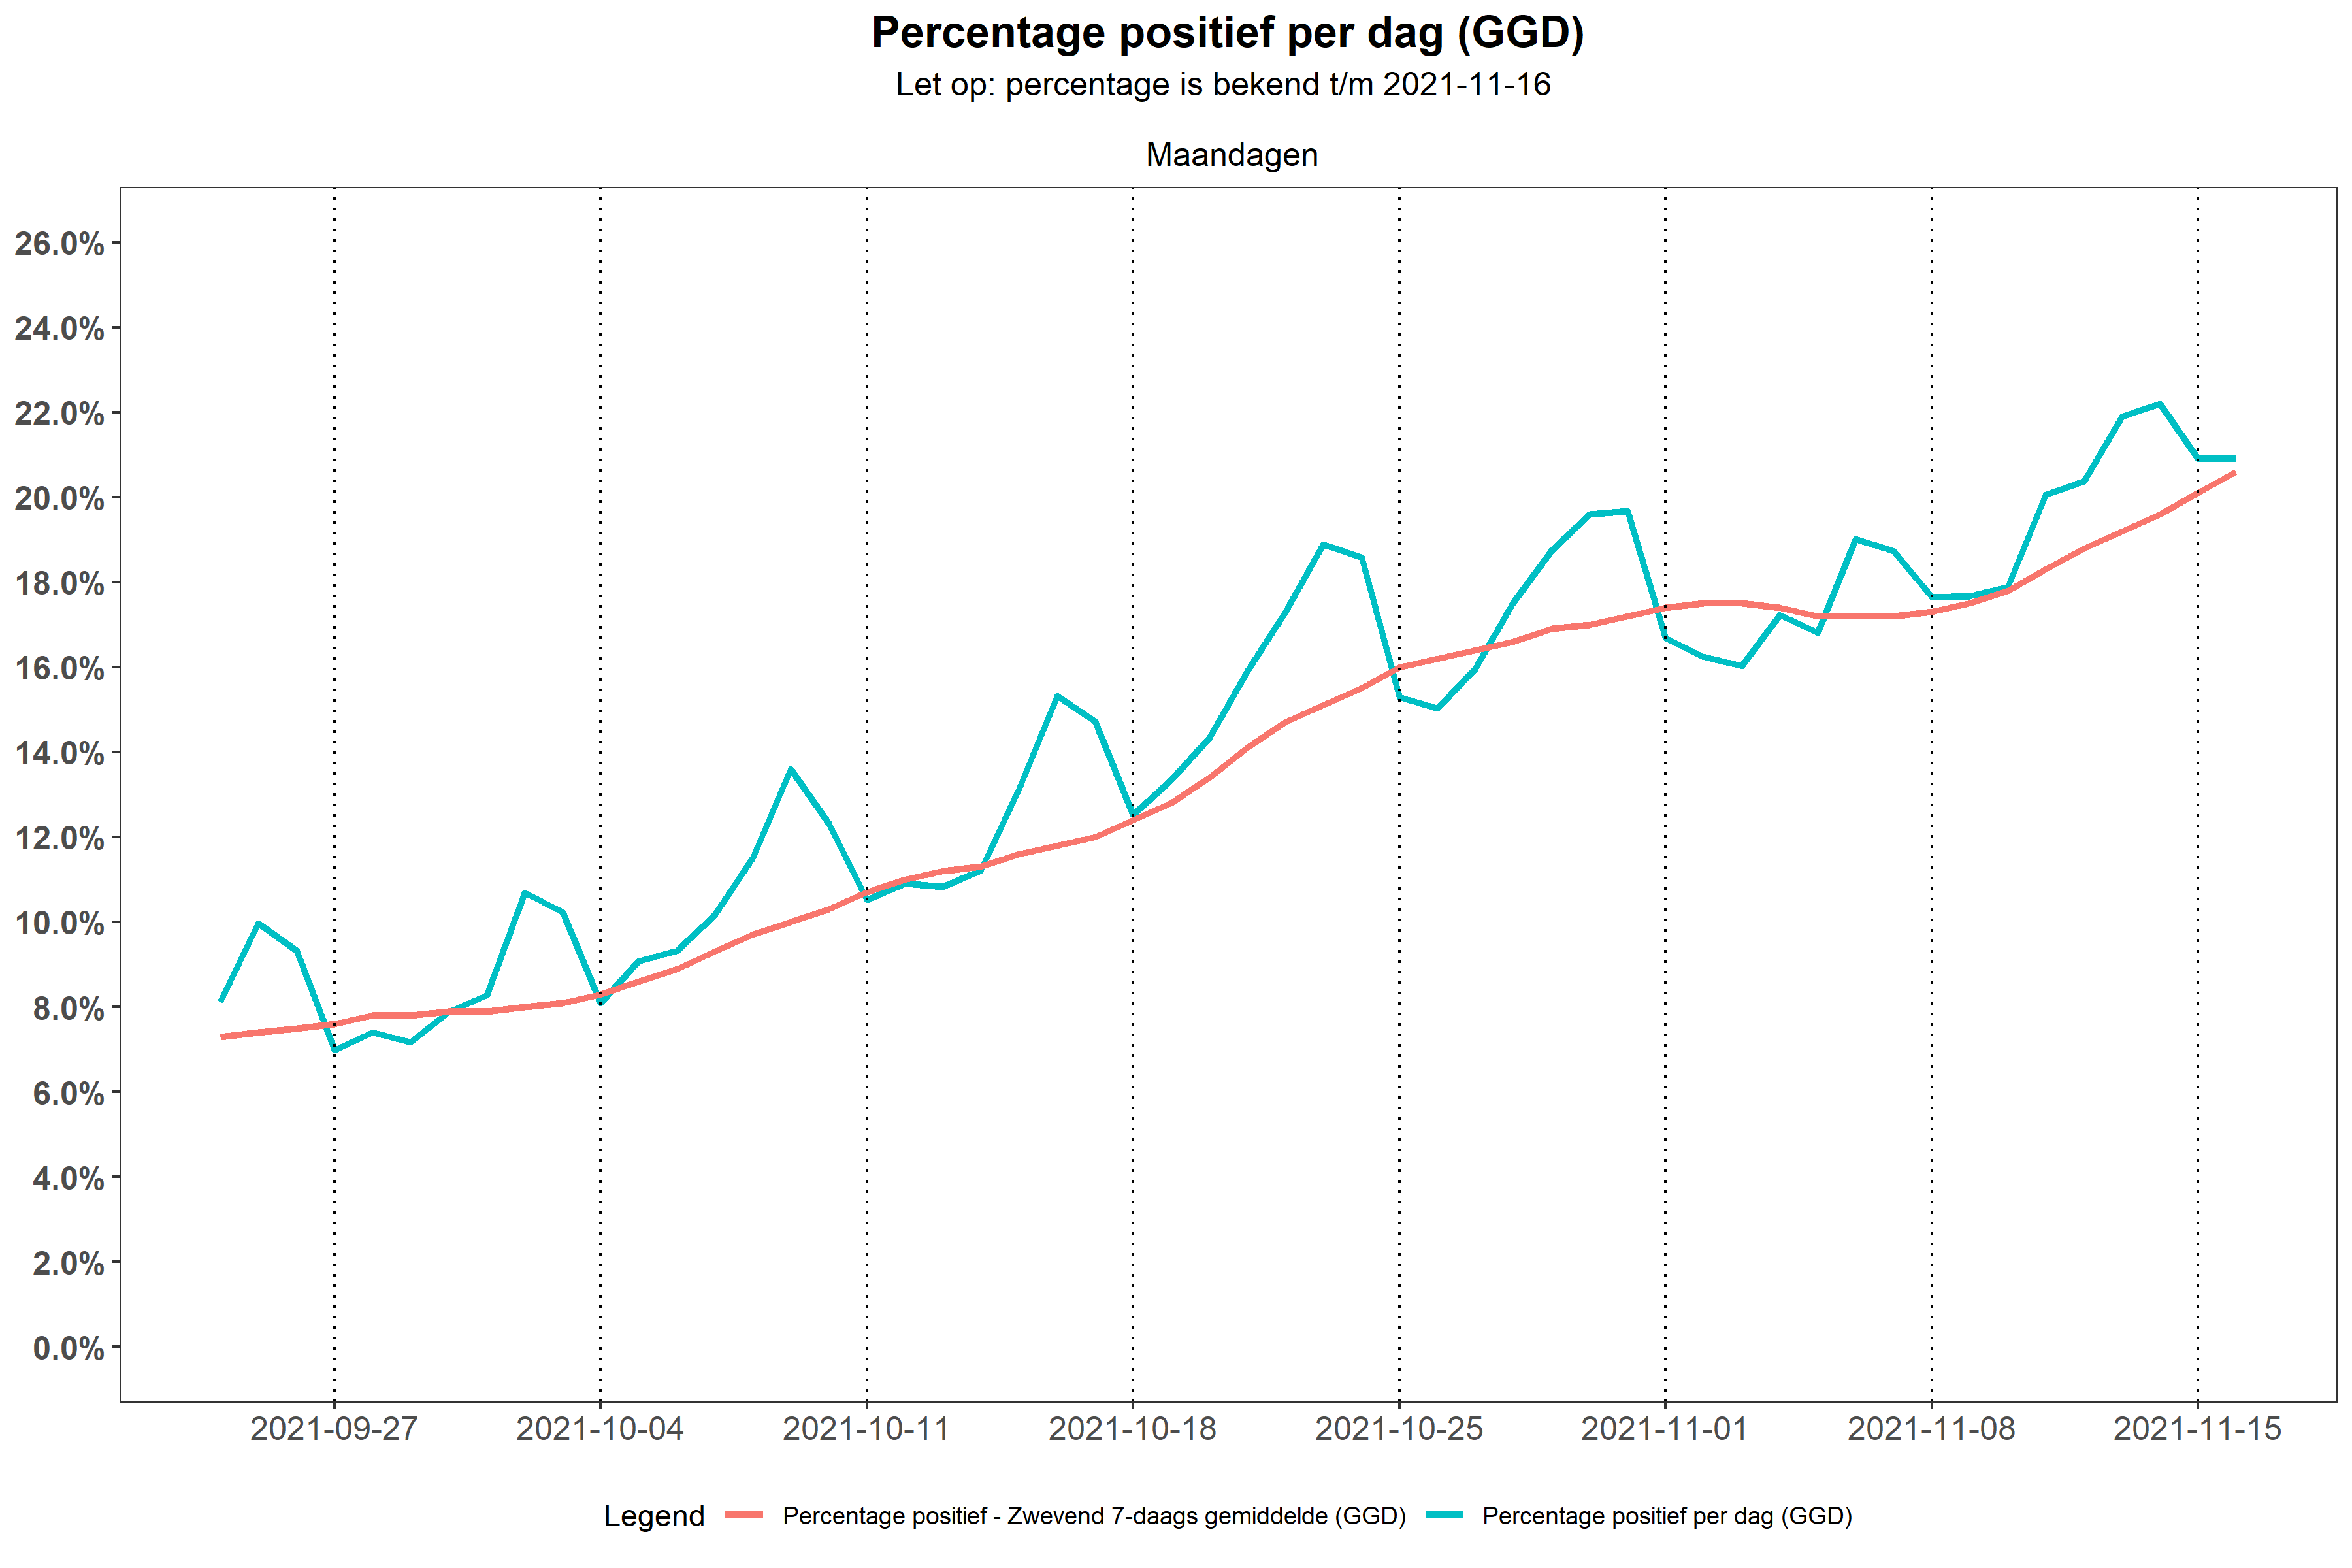 Percentage positief per dag (GGD)
Let op: percentage is bekend t/m 2021-11-16
Maandagen
26.0%
24.0%
22.0%
20.0%
18.0%
16.0%
14.0%
12.0%
10.0%
8.0%
6.0%
4.0%
2.0%
0.0%
2021-09-27 2021-10-04 2021-10-11 2021-10-18 2021-10-25 2021-11-01 2021-11-08 2021-11-15
Legend Percentage positief - Zwevend 7-daags gemiddelde (GGD) Percentage positief per dag (GGD)